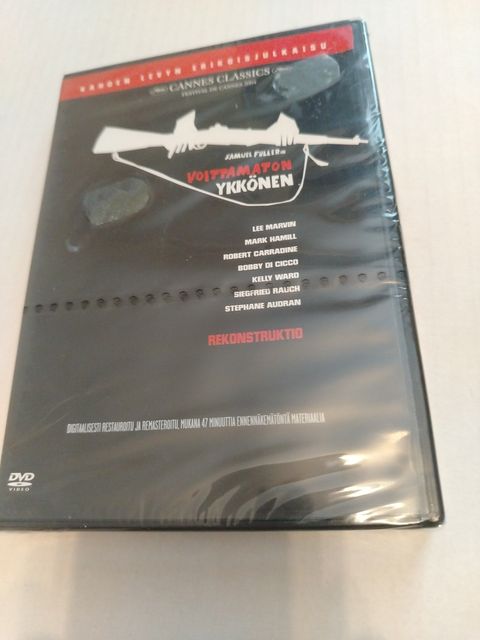 KAHDEN LEVYN ERIKOISJULKAISU
CANNES CLASSICS
FESTIVAL DE CANNES 2004
SAMUEL FULLERIN
VOITTAMATON
YKKÖNEN
LEE MARVIN
MARK HAMILL
ROBERT CARRADINE
BOBBY DI CICCO
KELLY WARD
SIEGFRIED RAUCH
STEPHANE AUDRAN
REKONSTRUKTIO
DIGITAALISESTI RESTAUROITU JA REMASTEROITU, MUKANA 47 MINUUTTIA ENNENNÄKEMÄTÖNTÄ MATERIAALIA
DVD
VIDEO